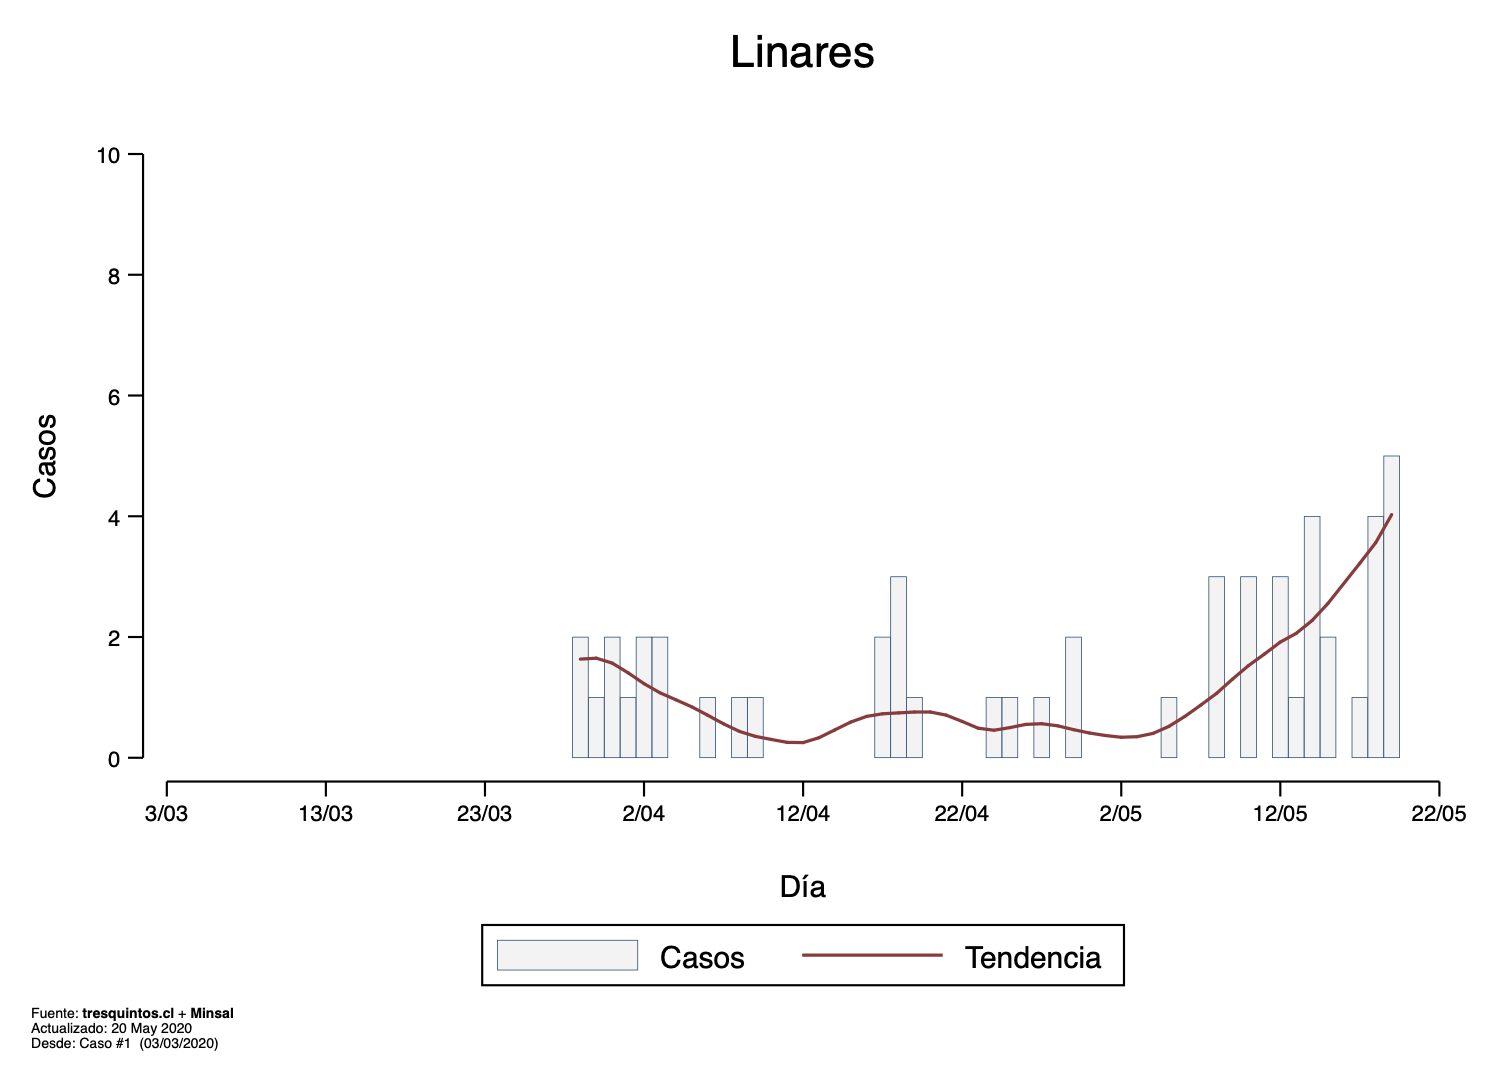 Linares
10
8
6
4
2
0
Casos
3/03 13/03 23/03 2/04 12/04 22/04 2/05 12/05 22/05
Día
Casos Tendencia
Fuente: tresquintos.cl + Minsal
Actualizado: 20 May 2020
Desde: Caso #1 (03/03/2020)